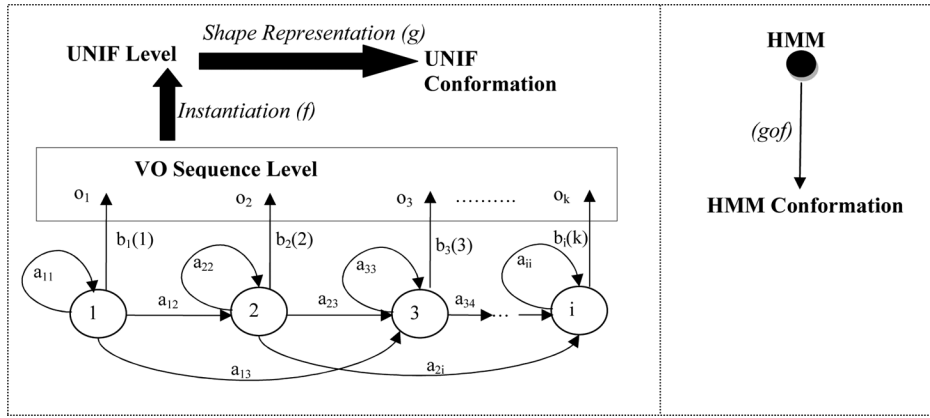 Shape Representation (g)
UNIF Level
UNIF
Conformation
Instantiation (f)
VO Sequence Level
o1 o2 o3 .......... ok
b1(1) b2(2) b3(3) bi(k)
a11 a22 a33 aii
1 a12 2 a23 3 a34 ... i
a13 a2i
HMM
(gof)
HMM Conformation